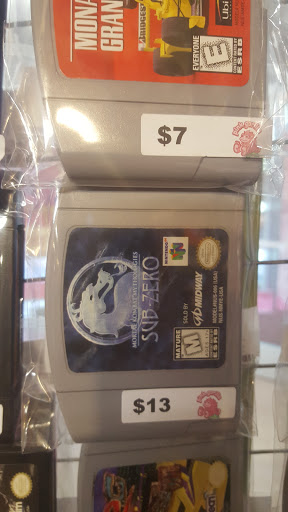 MONA
GRAN
BRIDGES
Ubi
EVERYONE
E
ESRB
$7
MORTAL KOMBAT MYTHOLOGIES
SUB-ZERO
NINTENDO 64
SOLD BY
MIDWAY
MATURE
M
ESRB
$13